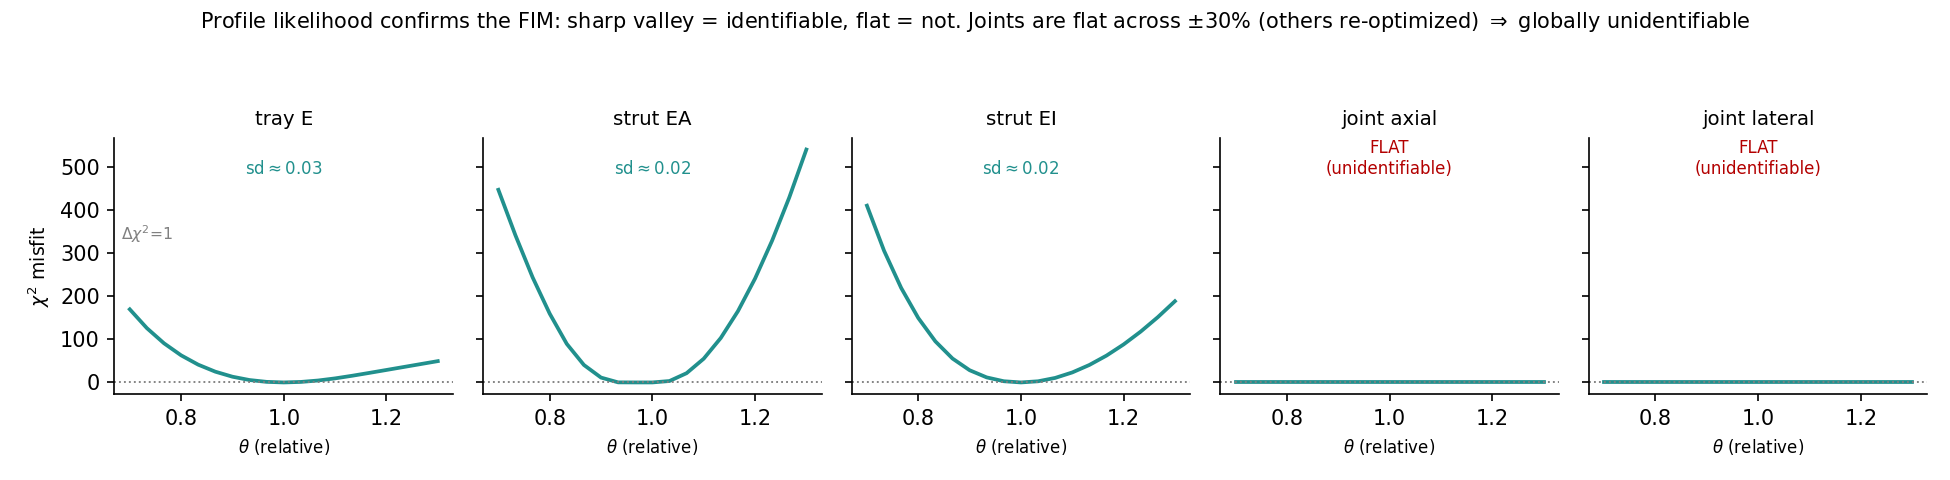 Profile likelihood confirms the FIM: sharp valley = identifiable, flat = not. Joints are flat across ±30% (others re-optimized) ⇒ globally unidentifiable
tray E
strut EA
strut EI
joint axial
joint lateral
sd ≈ 0.03
sd ≈ 0.02
sd ≈ 0.02
FLAT
(unidentifiable)
FLAT
(unidentifiable)
Δχ²=1
χ² misfit
500
400
300
200
100
0
0.8 1.0 1.2
0.8 1.0 1.2
0.8 1.0 1.2
0.8 1.0 1.2
0.8 1.0 1.2
θ (relative)
θ (relative)
θ (relative)
θ (relative)
θ (relative)